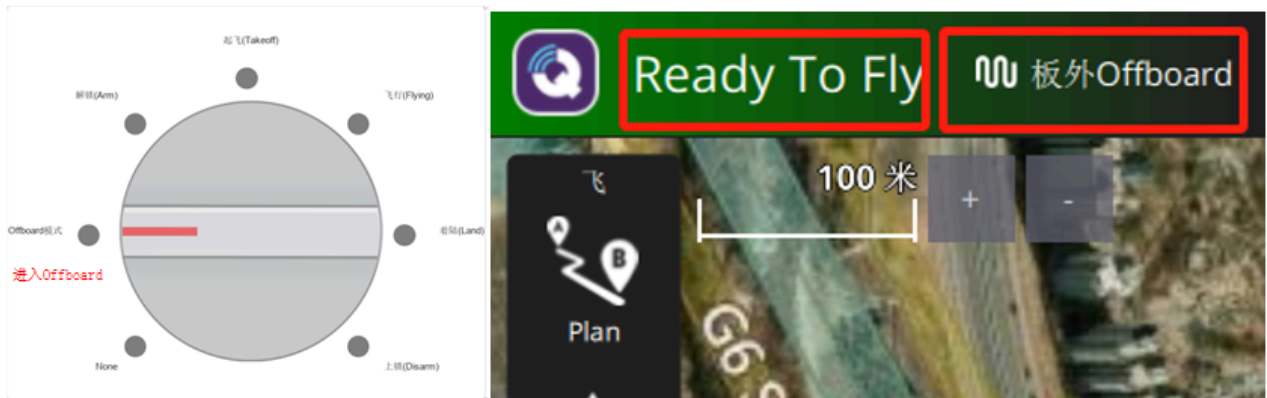 起飞(Takeoff)
解锁(Arm)
飞行(Flying)
Offboard模式
着陆(Land)
进入Offboard
None
上锁(Disarm)
Ready To Fly
板外Offboard
飞
100 米
+
-
A
B
Plan
G6